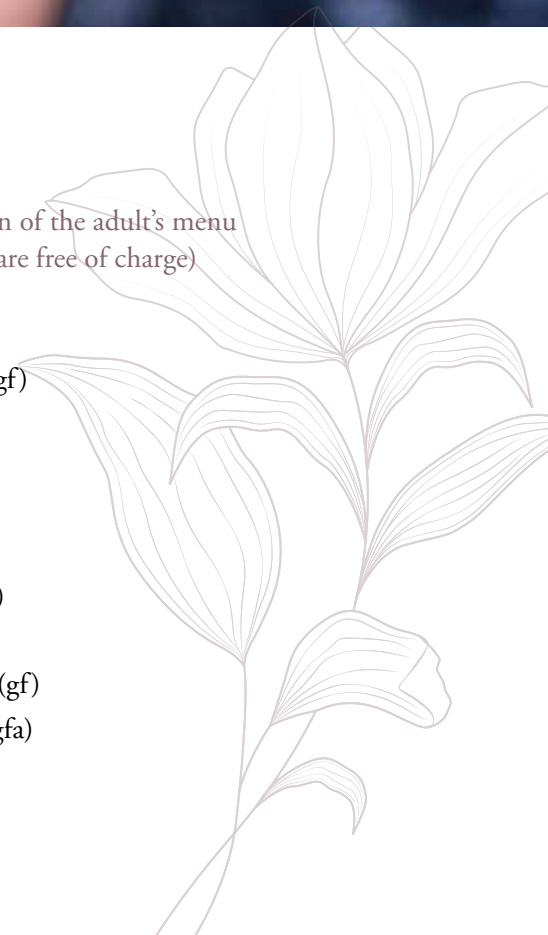 n of the adult’s menu
are free of charge)
gf)
)
(gf)
gfa)